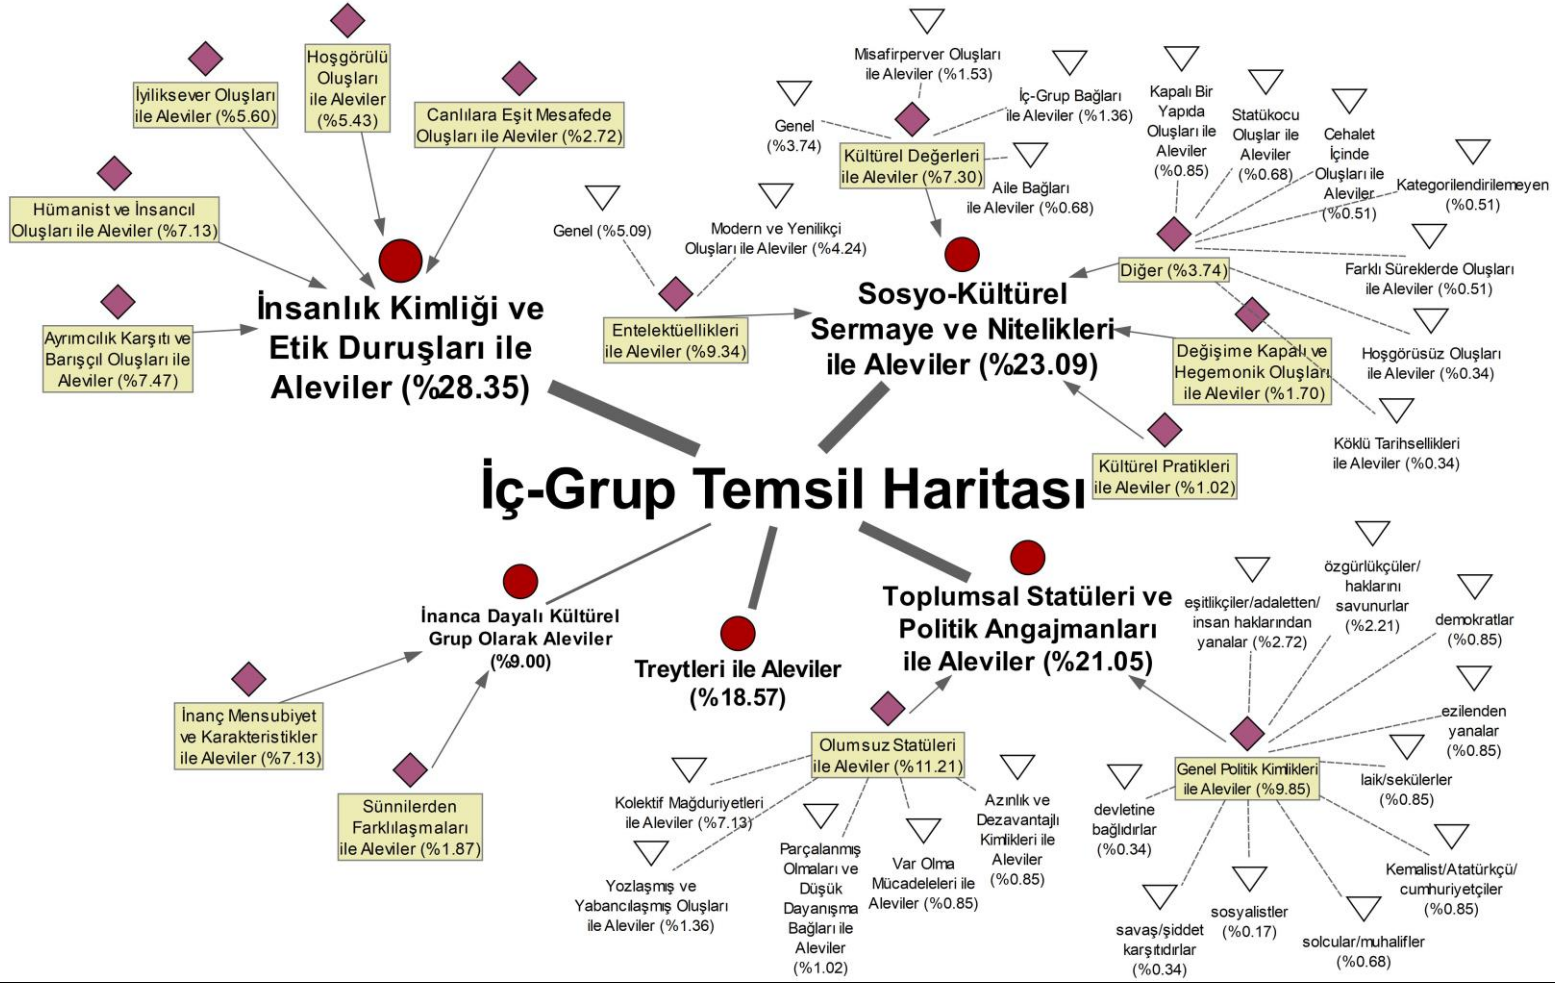 Hoşgörülü
Oluşları
ile Aleviler
(%5.43)
İyiliksever Oluşları
ile Aleviler (%5.60)
Canlılara Eşit Mesafede
Oluşları ile Aleviler (%2.72)
Hümanist ve İnsancıl
Oluşları ile Aleviler (%7.13)
Ayrımcılık Karşıtı ve
Barışçıl Oluşları ile
Aleviler (%7.47)
İnsanlık Kimliği ve
Etik Duruşları ile
Aleviler (%28.35)
Misafirperver Oluşları
ile Aleviler (%1.53)
Genel
(%3.74)
İç-Grup Bağları
ile Aleviler (%1.36)
Kültürel Değerleri
ile Aleviler (%7.30)
Aile Bağları
ile Aleviler (%0.68)
Genel (%5.09)
Modern ve Yenilikçi
Oluşları ile Aleviler (%4.24)
Entelektüellikleri
ile Aleviler (%9.34)
Sosyo-Kültürel
Sermaye ve Nitelikleri
ile Aleviler (%23.09)
Kapalı Bir
Yapıda
Oluşları ile
Aleviler
(%0.85)
Statükocu
Oluşlar ile
Aleviler
(%0.68)
Cehalet
İçinde
Oluşları ile
Aleviler
(%0.51)
Kategorilendirilemeyen
(%0.51)
Diğer (%3.74)
Farklı Süreklerde Oluşları
ile Aleviler (%0.51)
Hoşgörüsüz Oluşları
ile Aleviler (%0.34)
Değişime Kapalı ve
Hegemonik Oluşları
ile Aleviler (%1.70)
Köklü Tarihsellikleri
ile Aleviler (%0.34)
Kültürel Pratikleri
ile Aleviler (%1.02)
İç-Grup Temsil Haritası
İnanca Dayalı Kültürel
Grup Olarak Aleviler
(%9.00)
İnanç Mensubiyet
ve Karakteristikler
ile Aleviler (%7.13)
Sünnilerden
Farklılaşmaları
ile Aleviler (%1.87)
Treytleri ile Aleviler
(%18.57)
Toplumsal Statüleri ve
Politik Angajmanları
ile Aleviler (%21.05)
Olumsuz Statüleri
ile Aleviler (%11.21)
Kolektif Mağduriyetleri
ile Aleviler (%7.13)
Yozlaşmış ve
Yabancılaşmış Oluşları
ile Aleviler (%1.36)
Parçalanmış
Olmaları ve
Düşük
Dayanışma
Bağları ile
Aleviler
(%1.02)
Var Olma
Mücadeleleri ile
Aleviler (%0.85)
Azınlık ve
Dezavantajlı
Kimlikleri ile
Aleviler
(%0.85)
eşitlikçiler/adaletten/
insan haklarından
yanalar (%2.72)
özgürlükçüler/
haklarını
savunurlar
(%2.21)
demokratlar
(%0.85)
ezilenden
yanalar
(%0.85)
Genel Politik Kimlikleri
ile Aleviler (%9.85)
laik/sekülerler
(%0.85)
devletine
bağlıdırlar
(%0.34)
Kemalist/Atatürkçü/
cumhuriyetçiler
(%0.85)
savaş/şiddet
karşıtıdırlar
(%0.34)
sosyalistler
(%0.17)
solcular/muhalifler
(%0.68)